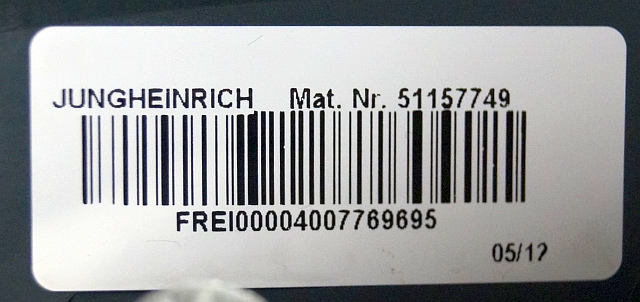 JUNGHEINRICH Mat. Nr. 51157749
FREI00004007769695
05/12